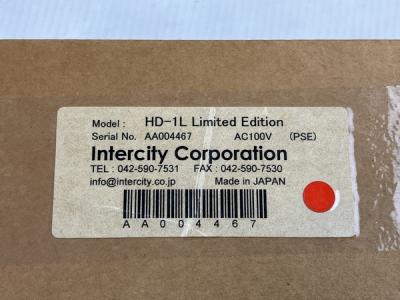 Model : HD-1L Limited Edition
Serial No. AA004467 AC100V (PSE)
Intercity Corporation
TEL : 042-590-7531 FAX : 042-590-7530
info@intercity.co.jp Made in JAPAN
AA004467